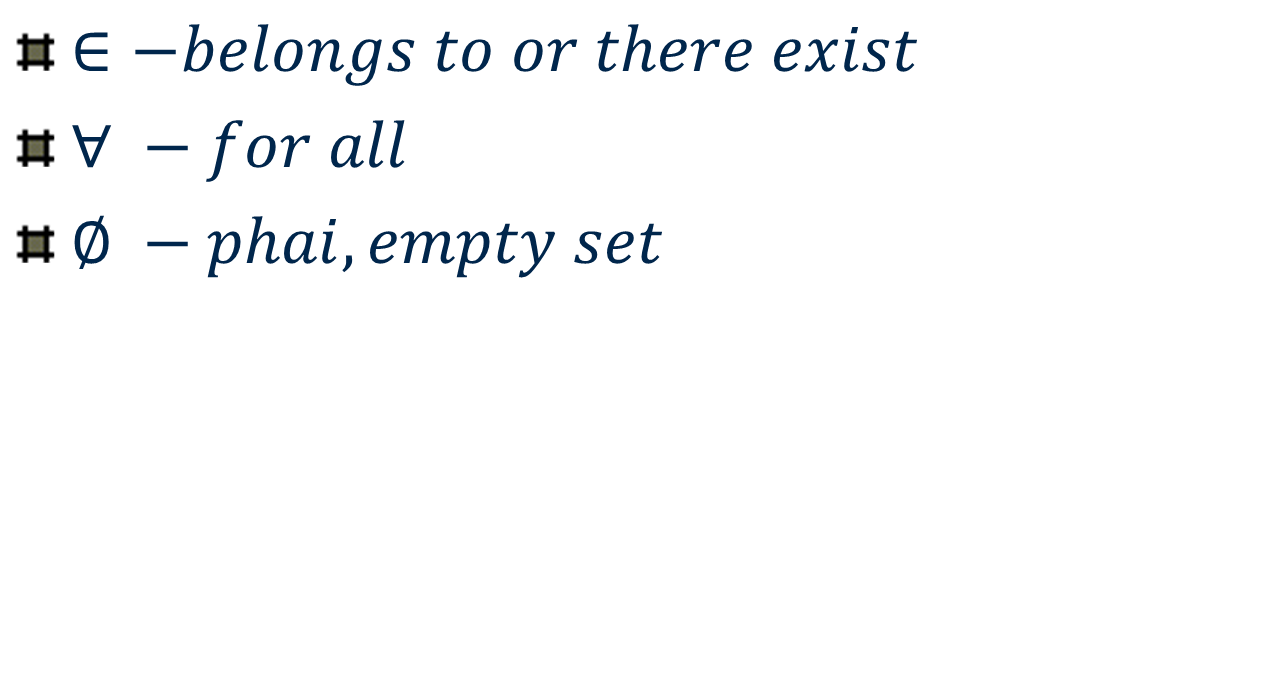 ∈ −belongs to or there exist
∀ − for all
∅ − phai, empty set